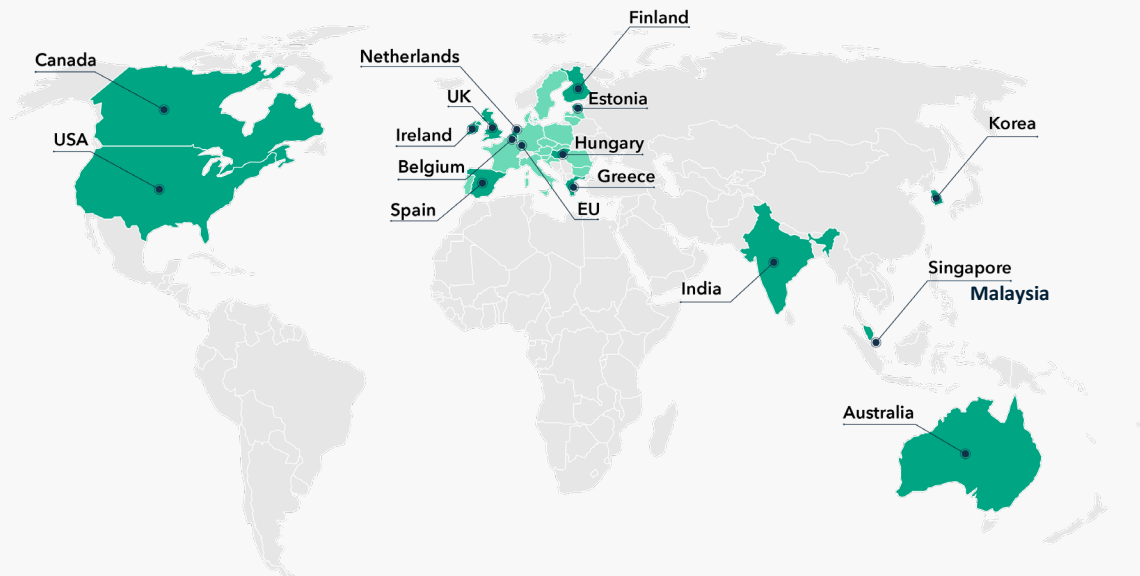 Finland
Netherlands
Canada
UK
Estonia
Korea
USA
Ireland
Hungary
Belgium
Greece
Spain
EU
Singapore
India
Malaysia
Australia